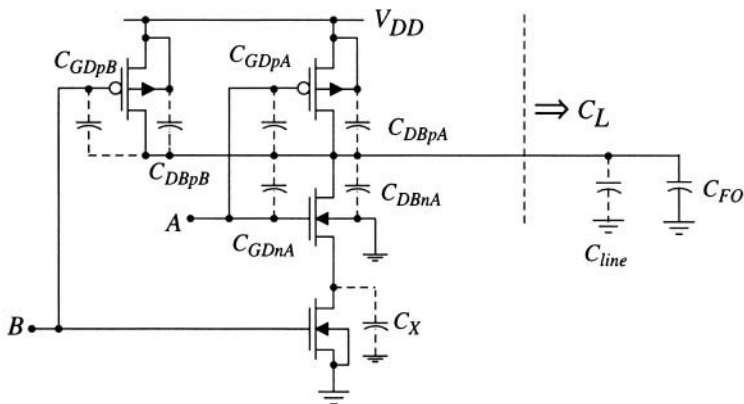 V_DD
C_GDpB
C_GDpA
⇒ C_L
C_DBpA
C_DBpB
C_DBnA
C_FO
A
C_GDnA
C_line
B
C_X